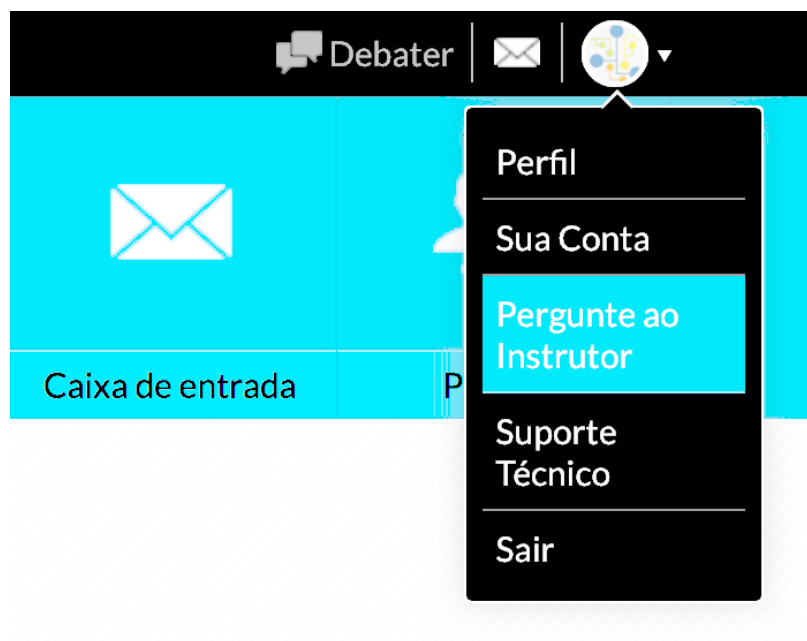 Debater
Perfil
Sua Conta
Pergunte ao
Instrutor
Caixa de entrada
P
Suporte
Técnico
Sair